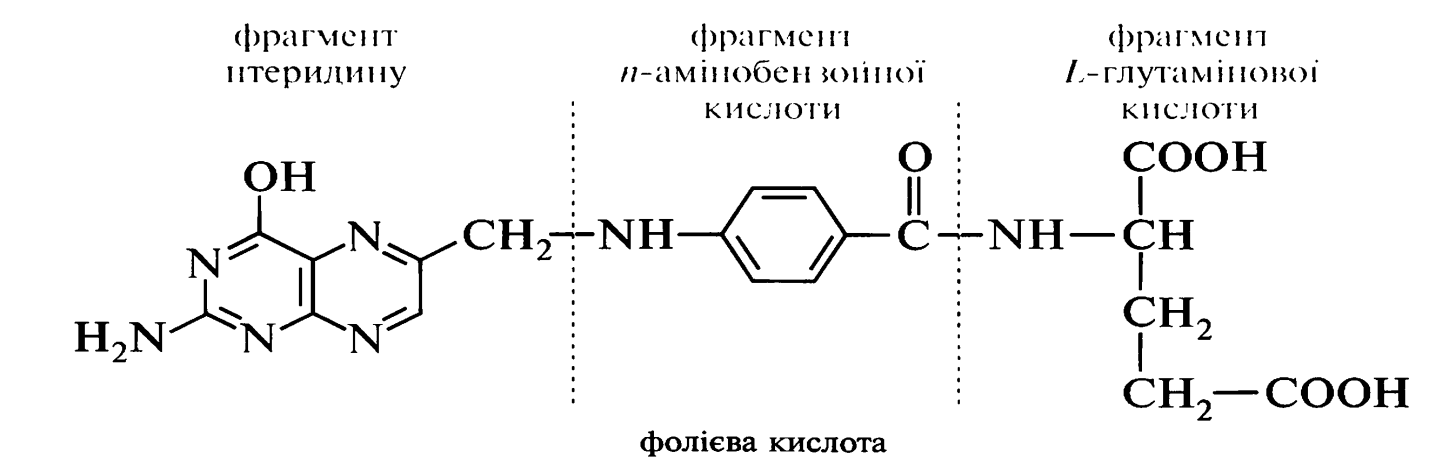 фрагмент
птеридину
фрагмент
п-амінобензойної
кислоти
фрагмент
L-глутамінової
кислоти
OH
N
N
CH₂
NH
O
C
NH
COOH
CH
H₂N
N
N
CH₂
CH₂—COOH
фолієва кислота